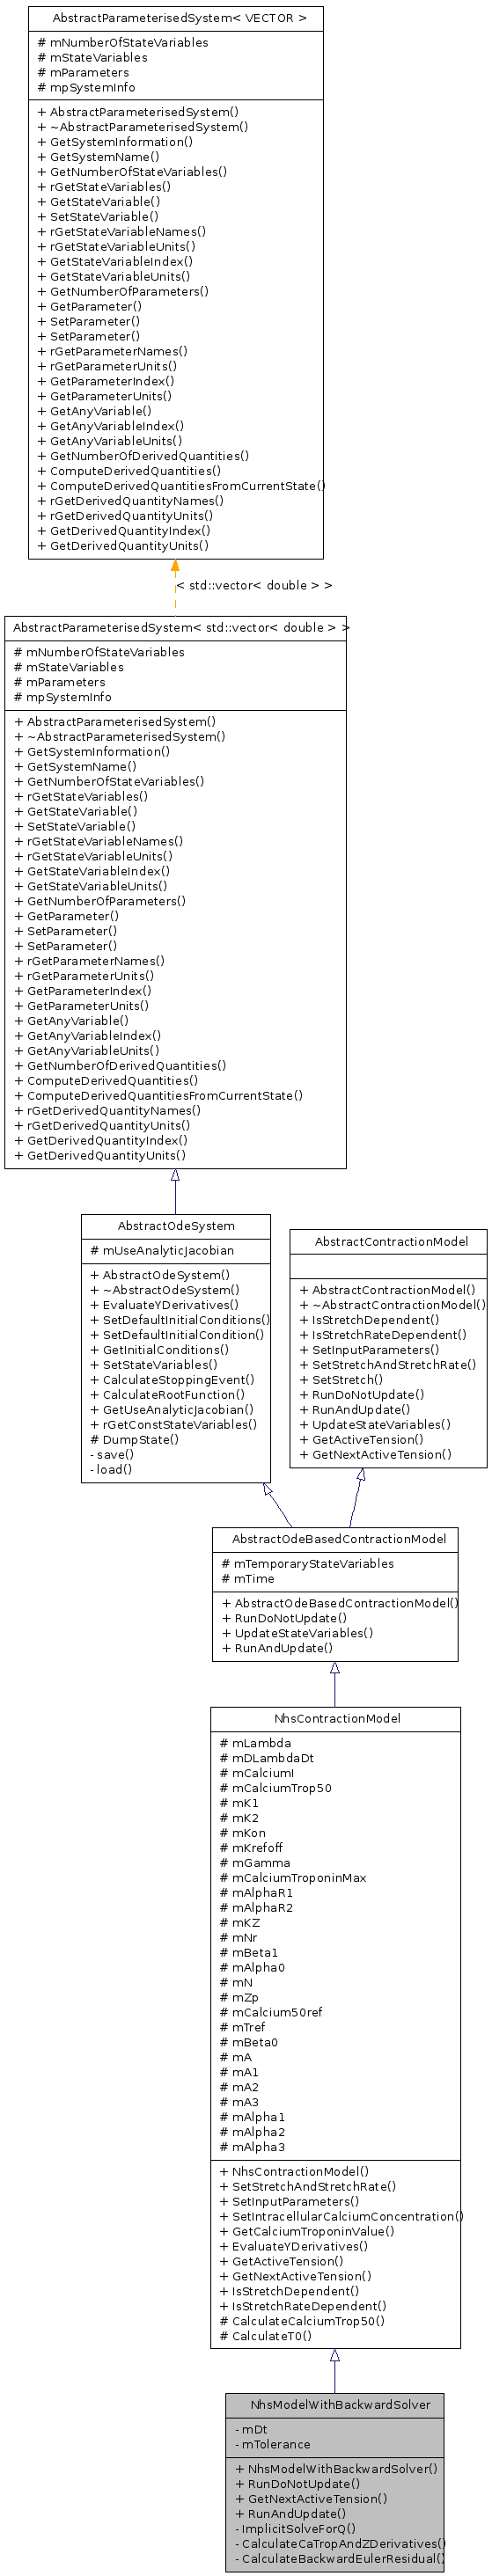 AbstractParameterisedSystem< VECTOR >
# mNumberOfStateVariables
# mStateVariables
# mParameters
# mpSystemInfo
+ AbstractParameterisedSystem()
+ ~AbstractParameterisedSystem()
+ GetSystemInformation()
+ GetSystemName()
+ GetNumberOfStateVariables()
+ rGetStateVariables()
+ GetStateVariable()
+ SetStateVariable()
+ rGetStateVariableNames()
+ rGetStateVariableUnits()
+ GetStateVariableIndex()
+ GetStateVariableUnits()
+ GetNumberOfParameters()
+ GetParameter()
+ SetParameter()
+ SetParameter()
+ rGetParameterNames()
+ rGetParameterUnits()
+ GetParameterIndex()
+ GetParameterUnits()
+ GetAnyVariable()
+ GetAnyVariableIndex()
+ GetAnyVariableUnits()
+ GetNumberOfDerivedQuantities()
+ ComputeDerivedQuantities()
+ ComputeDerivedQuantitiesFromCurrentState()
+ rGetDerivedQuantityNames()
+ rGetDerivedQuantityUnits()
+ GetDerivedQuantityIndex()
+ GetDerivedQuantityUnits()
< std::vector< double > >
AbstractParameterisedSystem< std::vector< double > >
# mNumberOfStateVariables
# mStateVariables
# mParameters
# mpSystemInfo
+ AbstractParameterisedSystem()
+ ~AbstractParameterisedSystem()
+ GetSystemInformation()
+ GetSystemName()
+ GetNumberOfStateVariables()
+ rGetStateVariables()
+ GetStateVariable()
+ SetStateVariable()
+ rGetStateVariableNames()
+ rGetStateVariableUnits()
+ GetStateVariableIndex()
+ GetStateVariableUnits()
+ GetNumberOfParameters()
+ GetParameter()
+ SetParameter()
+ SetParameter()
+ rGetParameterNames()
+ rGetParameterUnits()
+ GetParameterIndex()
+ GetParameterUnits()
+ GetAnyVariable()
+ GetAnyVariableIndex()
+ GetAnyVariableUnits()
+ GetNumberOfDerivedQuantities()
+ ComputeDerivedQuantities()
+ ComputeDerivedQuantitiesFromCurrentState()
+ rGetDerivedQuantityNames()
+ rGetDerivedQuantityUnits()
+ GetDerivedQuantityIndex()
+ GetDerivedQuantityUnits()
AbstractOdeSystem
# mUseAnalyticJacobian
+ AbstractOdeSystem()
+ ~AbstractOdeSystem()
+ EvaluateYDerivatives()
+ SetDefaultInitialConditions()
+ SetDefaultInitialCondition()
+ GetInitialConditions()
+ SetStateVariables()
+ CalculateStoppingEvent()
+ CalculateRootFunction()
+ GetUseAnalyticJacobian()
+ rGetConstStateVariables()
# DumpState()
- save()
- load()
AbstractContractionModel
+ AbstractContractionModel()
+ ~AbstractContractionModel()
+ IsStretchDependent()
+ IsStretchRateDependent()
+ SetInputParameters()
+ SetStretchAndStretchRate()
+ SetStretch()
+ RunDoNotUpdate()
+ RunAndUpdate()
+ UpdateStateVariables()
+ GetActiveTension()
+ GetNextActiveTension()
AbstractOdeBasedContractionModel
# mTemporaryStateVariables
# mTime
+ AbstractOdeBasedContractionModel()
+ RunDoNotUpdate()
+ UpdateStateVariables()
+ RunAndUpdate()
NhsContractionModel
# mLambda
# mDLambdaDt
# mCalciumI
# mCalciumTrop50
# mK1
# mK2
# mKon
# mKrefoff
# mGamma
# mCalciumTroponinMax
# mAlphaR1
# mAlphaR2
# mKZ
# mNr
# mBeta1
# mAlpha0
# mN
# mZp
# mCalcium50ref
# mTref
# mBeta0
# mA
# mA1
# mA2
# mA3
# mAlpha1
# mAlpha2
# mAlpha3
+ NhsContractionModel()
+ SetStretchAndStretchRate()
+ SetInputParameters()
+ SetIntracellularCalciumConcentration()
+ GetCalciumTroponinValue()
+ EvaluateYDerivatives()
+ GetActiveTension()
+ GetNextActiveTension()
+ IsStretchDependent()
+ IsStretchRateDependent()
# CalculateCalciumTrop50()
# CalculateT0()
NhsModelWithBackwardSolver
- mDt
- mTolerance
+ NhsModelWithBackwardSolver()
+ RunDoNotUpdate()
+ GetNextActiveTension()
+ RunAndUpdate()
- ImplicitSolveForQ()
- CalculateCaTropAndZDerivatives()
- CalculateBackwardEulerResidual()